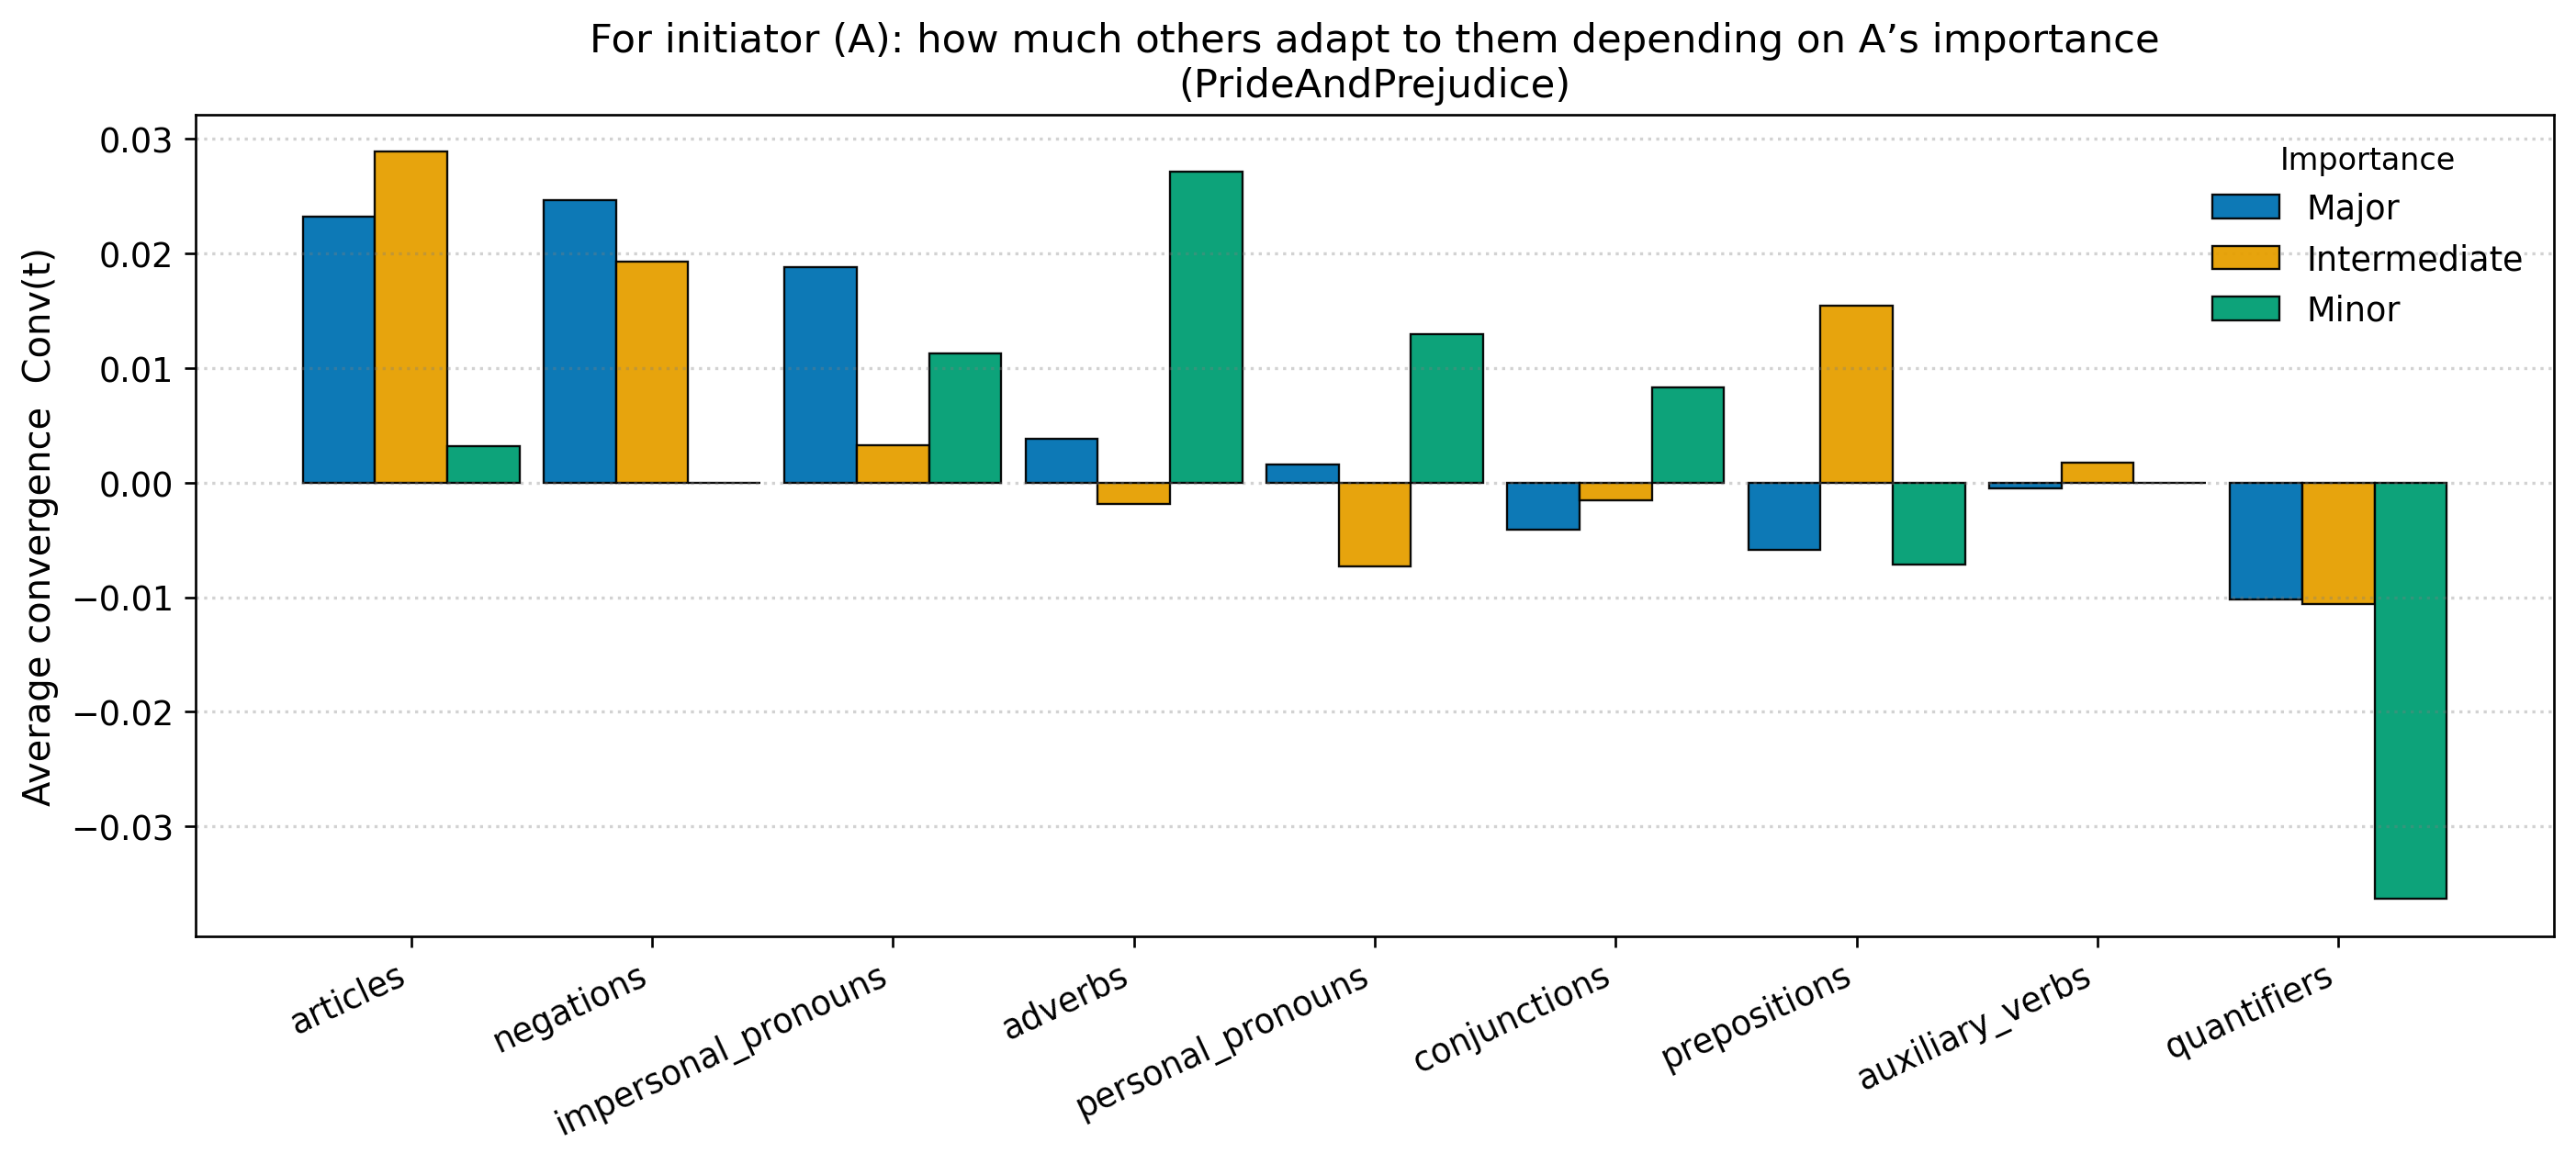 For initiator (A): how much others adapt to them depending on A’s importance
(PrideAndPrejudice)
Average convergence Conv(t)
0.03
0.02
0.01
0.00
−0.01
−0.02
−0.03
Importance
Major
Intermediate
Minor
articles
negations
impersonal_pronouns
adverbs
personal_pronouns
conjunctions
prepositions
auxiliary_verbs
quantifiers